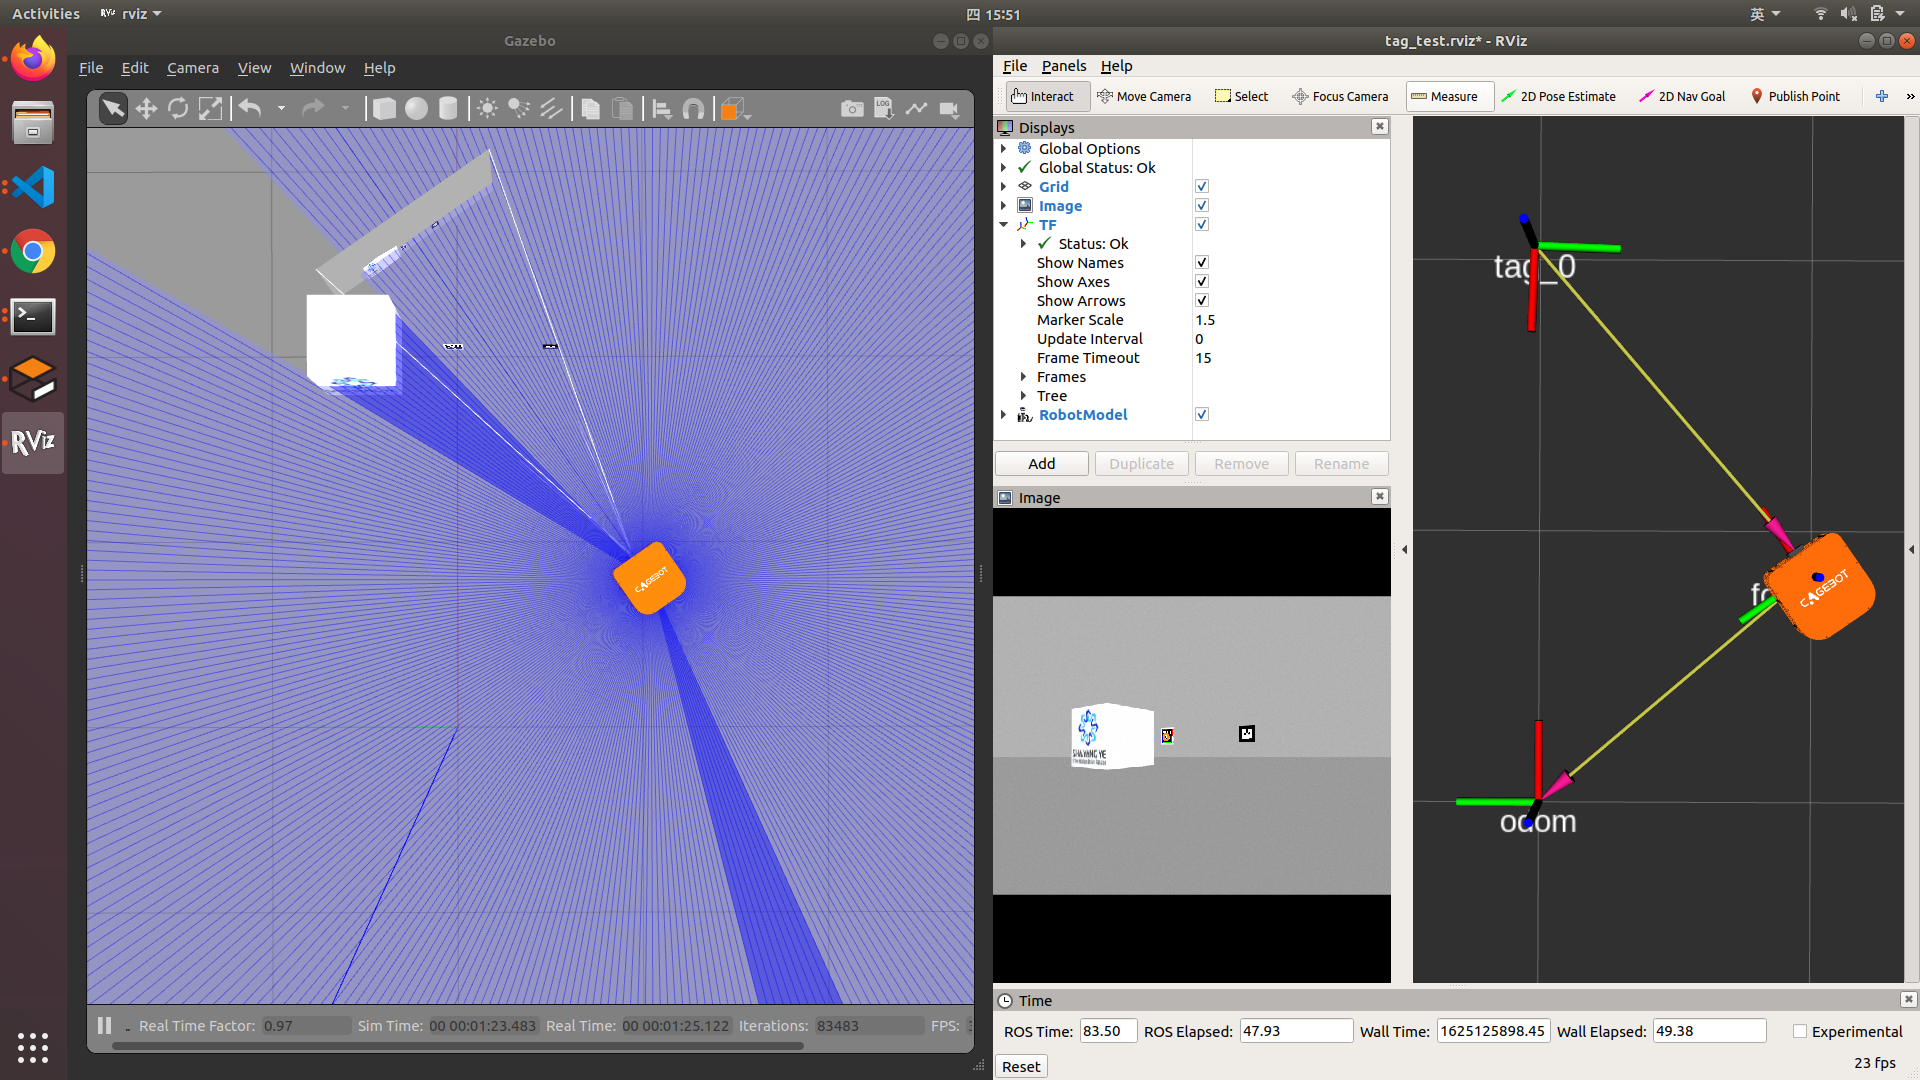 Activities
rviz
四 15:51
英
Gazebo
File Edit Camera View Window Help
LOG
CAGEBOT
Real Time Factor: 0.97 Sim Time: 00 00:01:23.483 Real Time: 00 00:01:25.122 Iterations: 83483 FPS:
RViz
tag_test.rviz* - RViz
File Panels Help
Interact Move Camera Select Focus Camera Measure 2D Pose Estimate 2D Nav Goal Publish Point »
Displays
Global Options
Global Status: Ok
Grid
Image
TF
Status: Ok
Show Names
Show Axes
Show Arrows
Marker Scale 1.5
Update Interval 0
Frame Timeout 15
Frames
Tree
RobotModel
Add Duplicate Remove Rename
Image
tag_0
CAGEBOT
odom
Time
ROS Time: 83.50 ROS Elapsed: 47.93 Wall Time: 1625125898.45 Wall Elapsed: 49.38 Experimental
Reset
23 fps